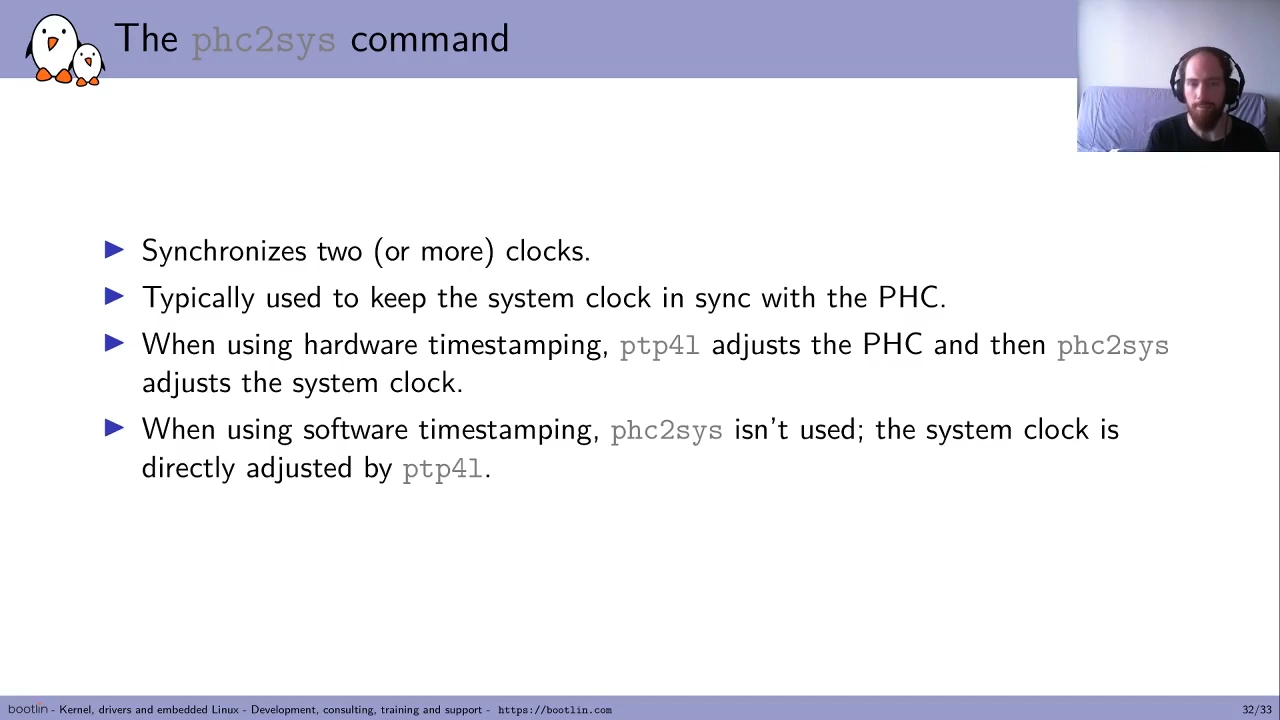 The phc2sys command
Synchronizes two (or more) clocks.
Typically used to keep the system clock in sync with the PHC.
When using hardware timestamping, ptp4l adjusts the PHC and then phc2sys
adjusts the system clock.
When using software timestamping, phc2sys isn't used; the system clock is
directly adjusted by ptp4l.
bootlin - Kernel, drivers and embedded Linux - Development, consulting, training and support - https://bootlin.com
32/33